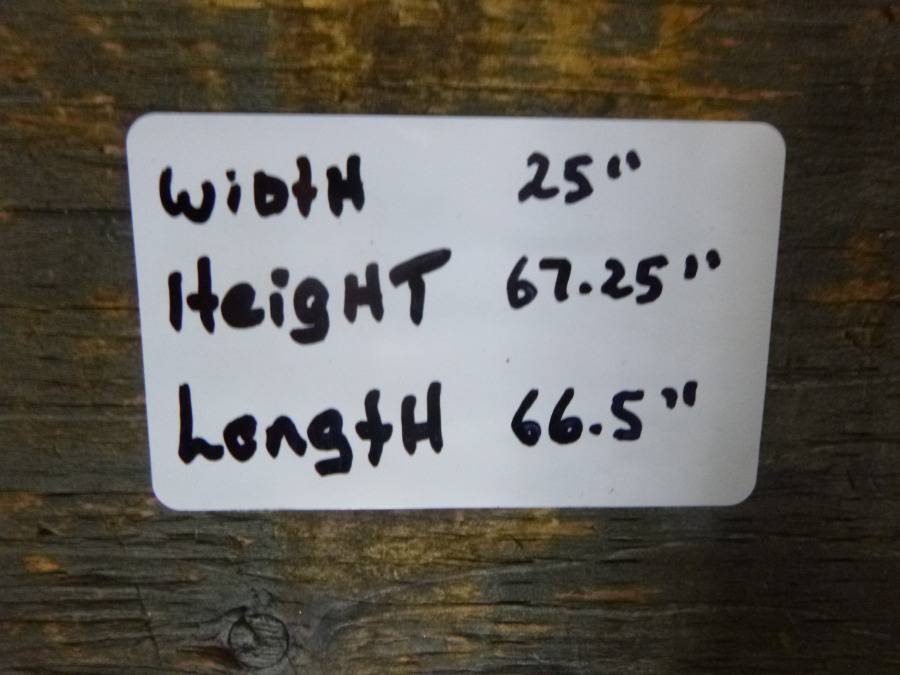 WiDtH 25"
HeigHT 67.25"
LengtH 66.5"